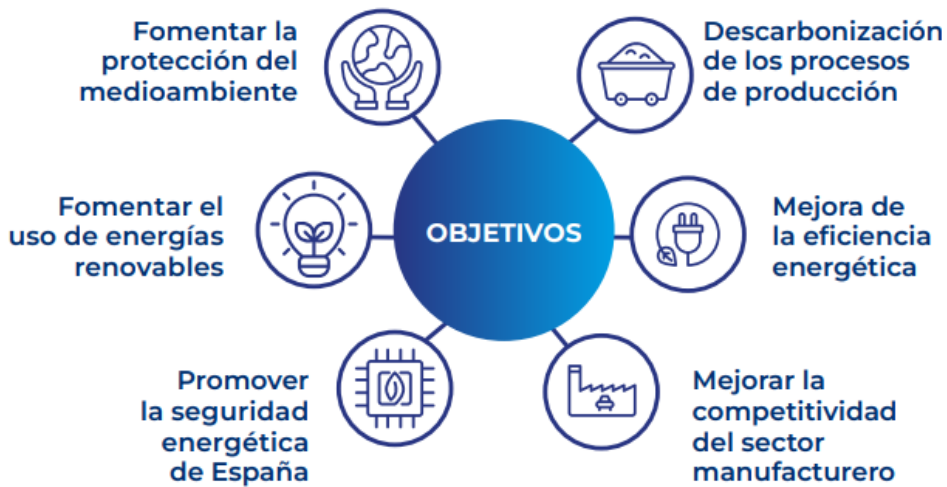 Fomentar la
protección del
medioambiente
Descarbonización
de los procesos
de producción
Fomentar el
uso de energías
renovables
OBJETIVOS
Mejora de
la eficiencia
energética
Promover
la seguridad
energética
de España
Mejorar la
competitividad
del sector
manufacturero